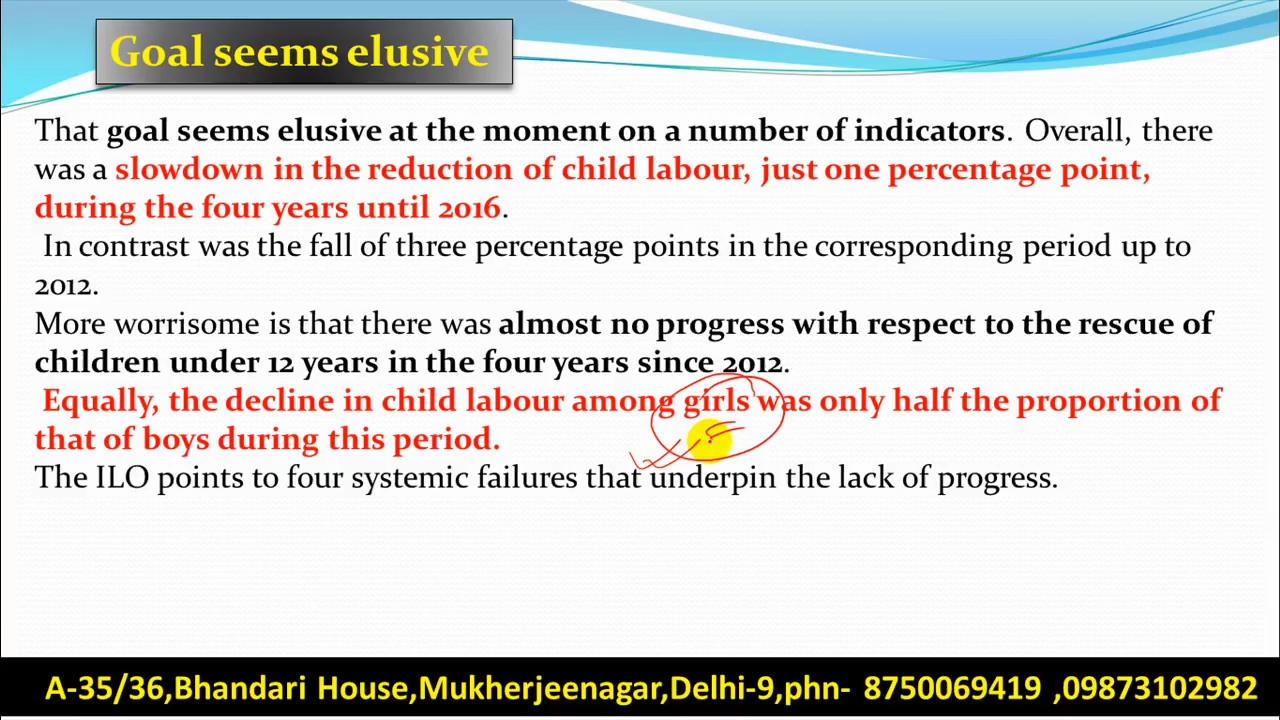 Goal seems elusive
That goal seems elusive at the moment on a number of indicators. Overall, there
was a slowdown in the reduction of child labour, just one percentage point,
during the four years until 2016.
In contrast was the fall of three percentage points in the corresponding period up to
2012.
More worrisome is that there was almost no progress with respect to the rescue of
children under 12 years in the four years since 2012.
Equally, the decline in child labour among girls was only half the proportion of
that of boys during this period.
The ILO points to four systemic failures that underpin the lack of progress.
A-35/36,Bhandari House,Mukherjeenagar,Delhi-9,phn- 8750069419 ,09873102982